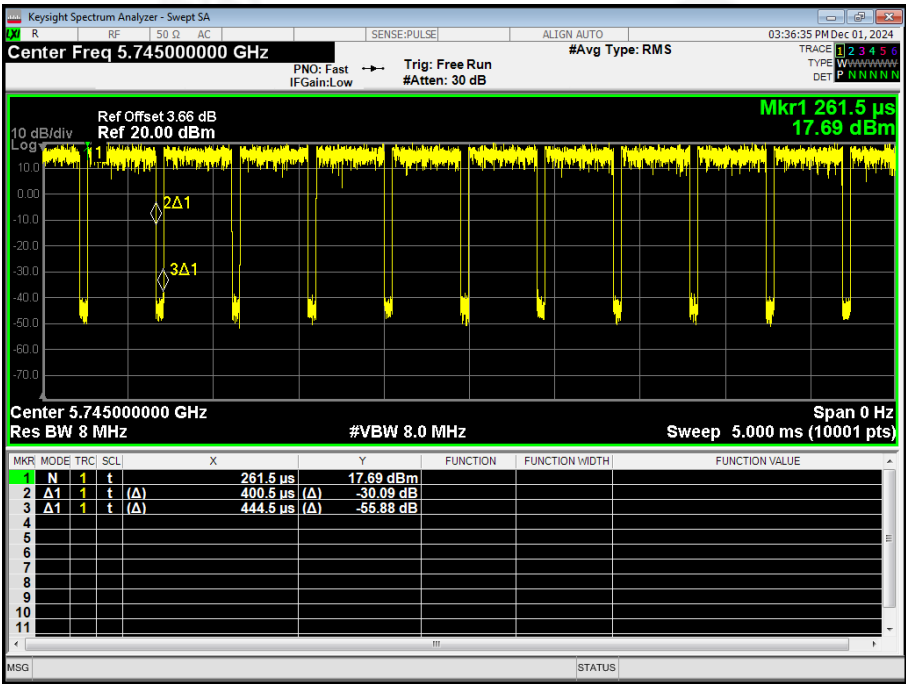 Keysight Spectrum Analyzer - Swept SA
LXI R RF 50 Ω AC SENSE:PULSE ALIGN AUTO 03:36:35 PM Dec 01, 2024
Center Freq 5.745000000 GHz
#Avg Type: RMS
TRACE 1 2 3 4 5 6
PNO: Fast Trig: Free Run
TYPE WWWWWW
IFGain:Low #Atten: 30 dB
DET P N N N N N
Mkr1 261.5 µs
Ref Offset 3.66 dB
10 dB/div Ref 20.00 dBm
17.69 dBm
Log
1
10.0
0.00
2Δ1
-10.0
-20.0
-30.0
3Δ1
-40.0
-50.0
-60.0
-70.0
Center 5.745000000 GHz Span 0 Hz
Res BW 8 MHz #VBW 8.0 MHz Sweep 5.000 ms (10001 pts)
MKR MODE TRC SCL X Y FUNCTION FUNCTION WIDTH FUNCTION VALUE
1 N 1 t 261.5 µs 17.69 dBm
2 Δ1 1 t (Δ) 400.5 µs (Δ) -30.09 dB
3 Δ1 1 t (Δ) 444.5 µs (Δ) -55.88 dB
4
5
6
7
8
9
10
11
MSG STATUS